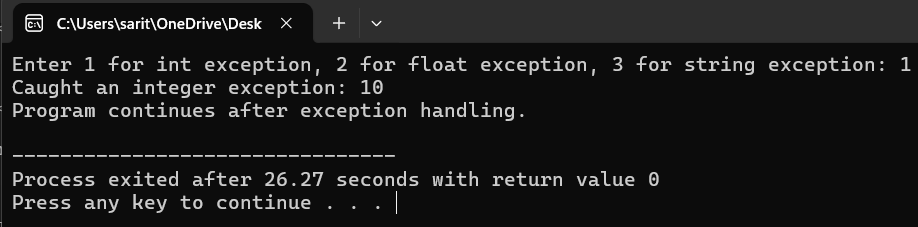 C:\Users\sarit\OneDrive\Desk
Enter 1 for int exception, 2 for float exception, 3 for string exception: 1
Caught an integer exception: 10
Program continues after exception handling.
--------------------------------
Process exited after 26.27 seconds with return value 0
Press any key to continue . . .